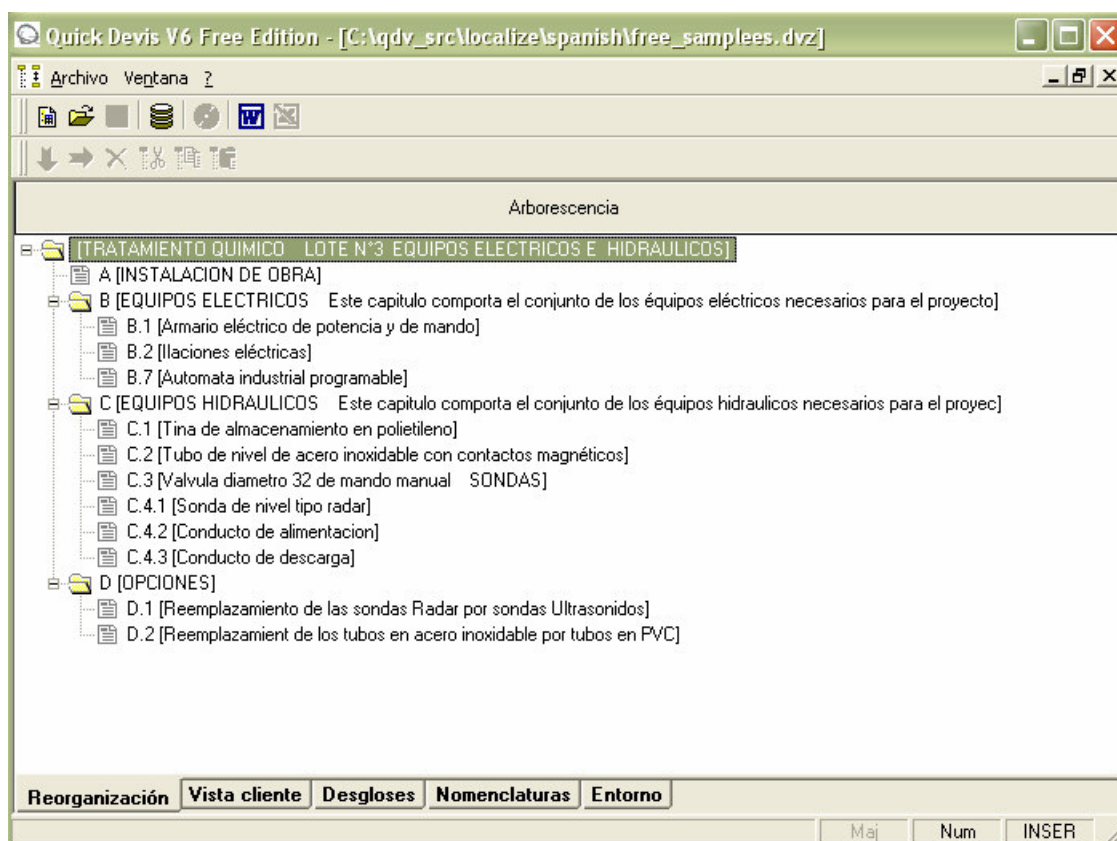 Quick Devis V6 Free Edition - [C:\qdv_src\localize\spanish\free_samplees.dvz]
Archivo Ventana ?
Arborescencia
[TRATAMIENTO QUIMICO LOTE N°3 EQUIPOS ELECTRICOS E HIDRAULICOS]
A [INSTALACION DE OBRA]
B [EQUIPOS ELECTRICOS Este capitulo comporta el conjunto de los équipos eléctricos necesarios para el proyecto]
B.1 [Armario eléctrico de potencia y de mando]
B.2 [Ilaciones eléctricas]
B.7 [Automata industrial programable]
C [EQUIPOS HIDRAULICOS Este capitulo comporta el conjunto de los équipos hidraulicos necesarios para el proyec]
C.1 [Tina de almacenamiento en polietileno]
C.2 [Tubo de nivel de acero inoxidable con contactos magnéticos]
C.3 [Valvula diametro 32 de mando manual SONDAS]
C.4.1 [Sonda de nivel tipo radar]
C.4.2 [Conducto de alimentacion]
C.4.3 [Conducto de descarga]
D [OPCIONES]
D.1 [Reemplazamiento de las sondas Radar por sondas Ultrasonidos]
D.2 [Reemplazamient de los tubos en acero inoxidable por tubos en PVC]
Reorganización Vista cliente Desgloses Nomenclaturas Entorno
Maj Num INSER